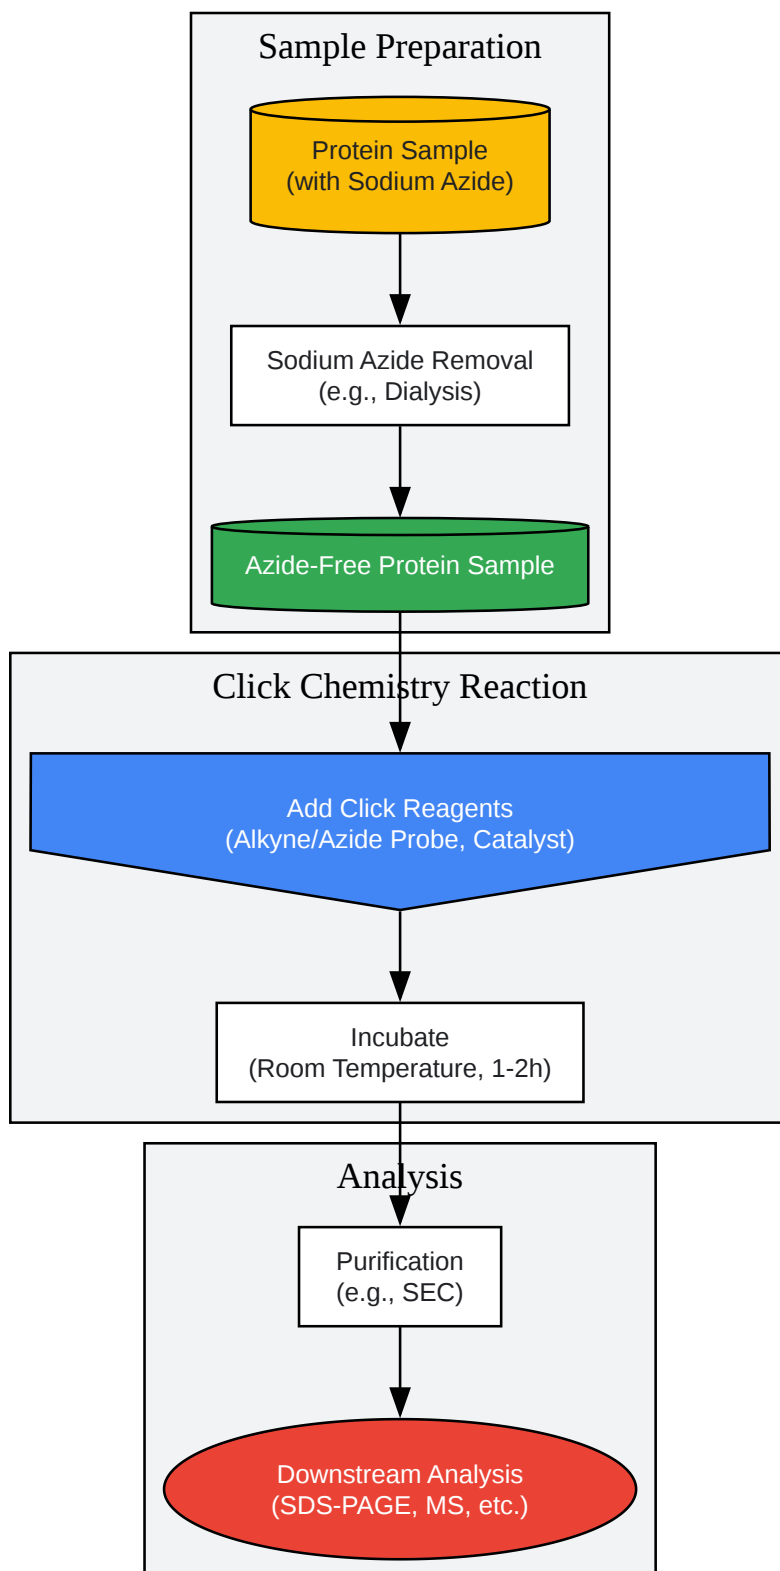 Sample Preparation
Protein Sample
(with Sodium Azide)
Sodium Azide Removal
(e.g., Dialysis)
Azide-Free Protein Sample
Click Chemistry Reaction
Add Click Reagents
(Alkyne/Azide Probe, Catalyst)
Incubate
(Room Temperature, 1-2h)
Analysis
Purification
(e.g., SEC)
Downstream Analysis
(SDS-PAGE, MS, etc.)